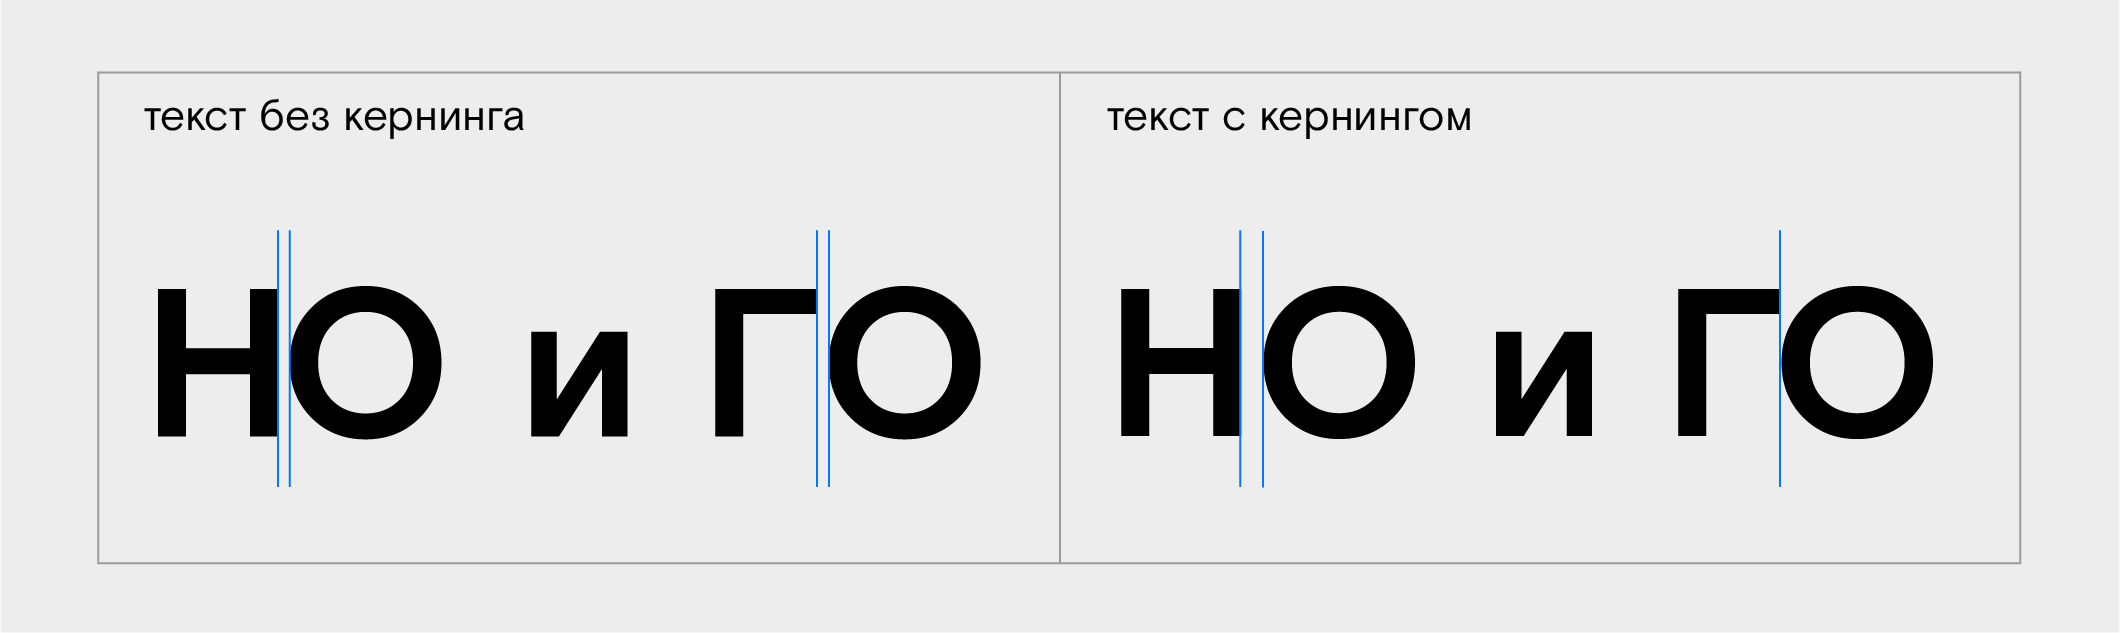 текст без кернинга
НО и ГО
текст с кернингом
НО и ГО